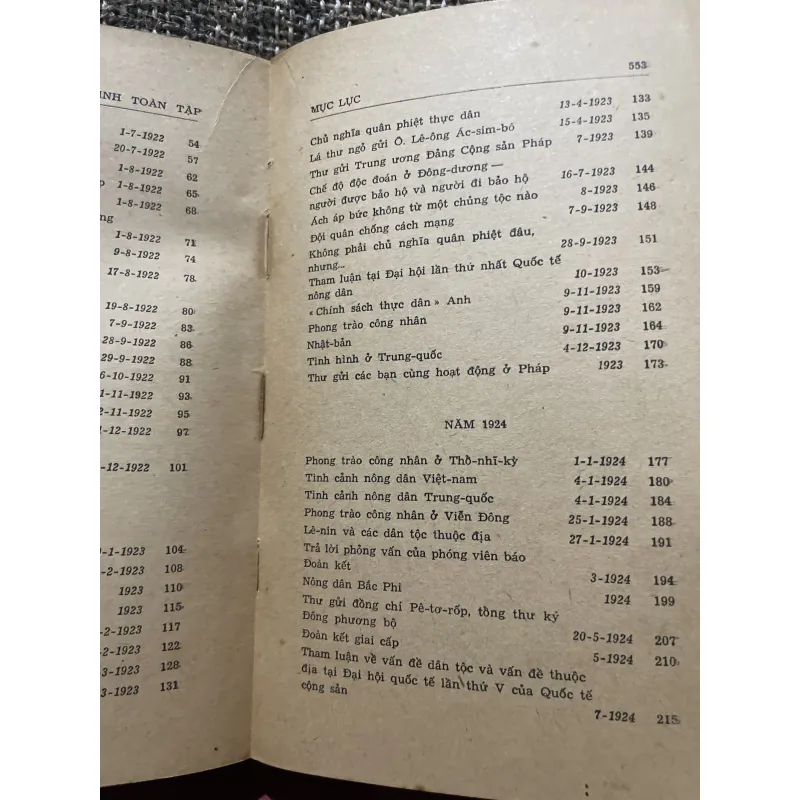 INH TOÀN TẬP
1-7-1922 54
20-7-1922 57
1-8-1922 62
p 1-8-1922 65
1-8-1922 68
ng
1-8-1922 71
9-8-1922 74
17-8-1922 78
19-8-1922 80
7-9-1922 83
28-9-1922 86
29-9-1922 88
6-10-1922 91
1-11-1922 93
2-11-1922 95
1-12-1922 97
-12-1922 101
-1-1923 104
-2-1923 108
1923 110
1923 115
-2-1923 117
-2-1923 122
3-1923 128
3-1923 131
MỤC LỤC 553
Chủ nghĩa quân phiệt thực dân 13-4-1923 133
Lá thư ngỏ gửi Ô. Lê-ông Ác-sim-bô 15-4-1923 135
Thư gửi Trung ương Đảng Cộng sản Pháp 7-1923 139
Chế độ độc đoán ở Đông-dương —
người được bảo hộ và người đi bảo hộ 16-7-1923 144
Ách áp bức không từ một chủng tộc nào 8-1923 146
Đội quân chống cách mạng 7-9-1923 148
Không phải chủ nghĩa quân phiệt đâu,
nhưng... 28-9-1923 151
Tham luận tại Đại hội lần thứ nhất Quốc tế
nông dân 10-1923 153
«Chính sách thực dân» Anh 9-11-1923 159
Phong trào công nhân 9-11-1923 162
Nhật-bản 9-11-1923 164
Tình hình ở Trung-quốc 4-12-1923 170
Thư gửi các bạn cùng hoạt động ở Pháp 1923 173
NĂM 1924
Phong trào công nhân ở Thổ-nhĩ-kỳ 1-1-1924 177
Tình cảnh nông dân Việt-nam 4-1-1924 180
Tình cảnh nông dân Trung-quốc 4-1-1924 184
Phong trào công nhân ở Viễn Đông 25-1-1924 188
Lê-nin và các dân tộc thuộc địa 27-1-1924 191
Trả lời phỏng vấn của phóng viên báo
Đoàn kết 3-1924 194
Nông dân Bắc Phi 1924 199
Thư gửi đồng chí Pê-tơ-rốp, tổng thư ký
Đông phương bộ 20-5-1924 207
Đoàn kết giai cấp 5-1924 210
Tham luận về vấn đề dân tộc và vấn đề thuộc
địa tại Đại hội quốc tế lần thứ V của Quốc tế
cộng sản
7-1924 215